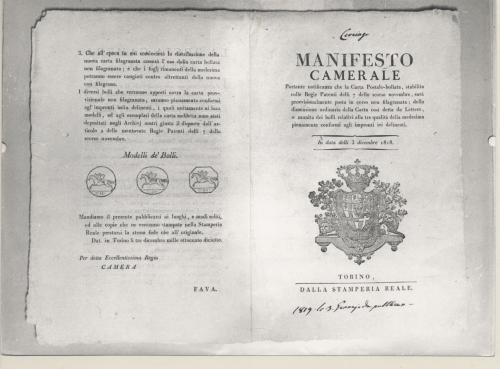 3. Che all'epoca in cui comincierà la distribuzione della
nuova carta filagranata cesserà l'uso della carta bollata
non filagranata; e che i fogli rimanenti della medesima
potranno essere cangiati contro altrettanti della nuova
con filagrana.
I diversi bolli che verranno apposti sovra la carta prov-
visionale non filagranata, saranno pienamente conformi
agl'impronti infra delineati, i quali unitamente ai loro
modelli, ed agli esemplari della carta suddetta sono stati
depositati negli Archivj nostri giusta il disposto dall'ar-
ticolo 2 delle mentovate Regie Patenti delli 7 dello
scorso novembre.
Modelli de' Bolli.
Mandiamo il presente pubblicarsi ai luoghi, e modi soliti,
ed alle copie che ne verranno stampate nella Stamperia
Reale prestarsi la stessa fede che all'originale.
Dat. in Torino li tre dicembre mille ottocento diciotto.
Per detta Eccellentissima Regia
CAMERA
FAVA.
MANIFESTO
CAMERALE
Portante notificanza che la Carta Postale-bollata, stabilita
colle Regie Patenti delli 7 dello scorso novembre, sarà
provvisionalmente posta in corso non filagranata; della
dimensione ordinaria della Carta così detta da Lettere,
e munita dei bolli relativi alle tre qualità della medesima
pienamente conformi agli impronti ivi delineati.
In data delli 3 dicembre 1818.
TORINO,
DALLA STAMPERIA REALE.
1819